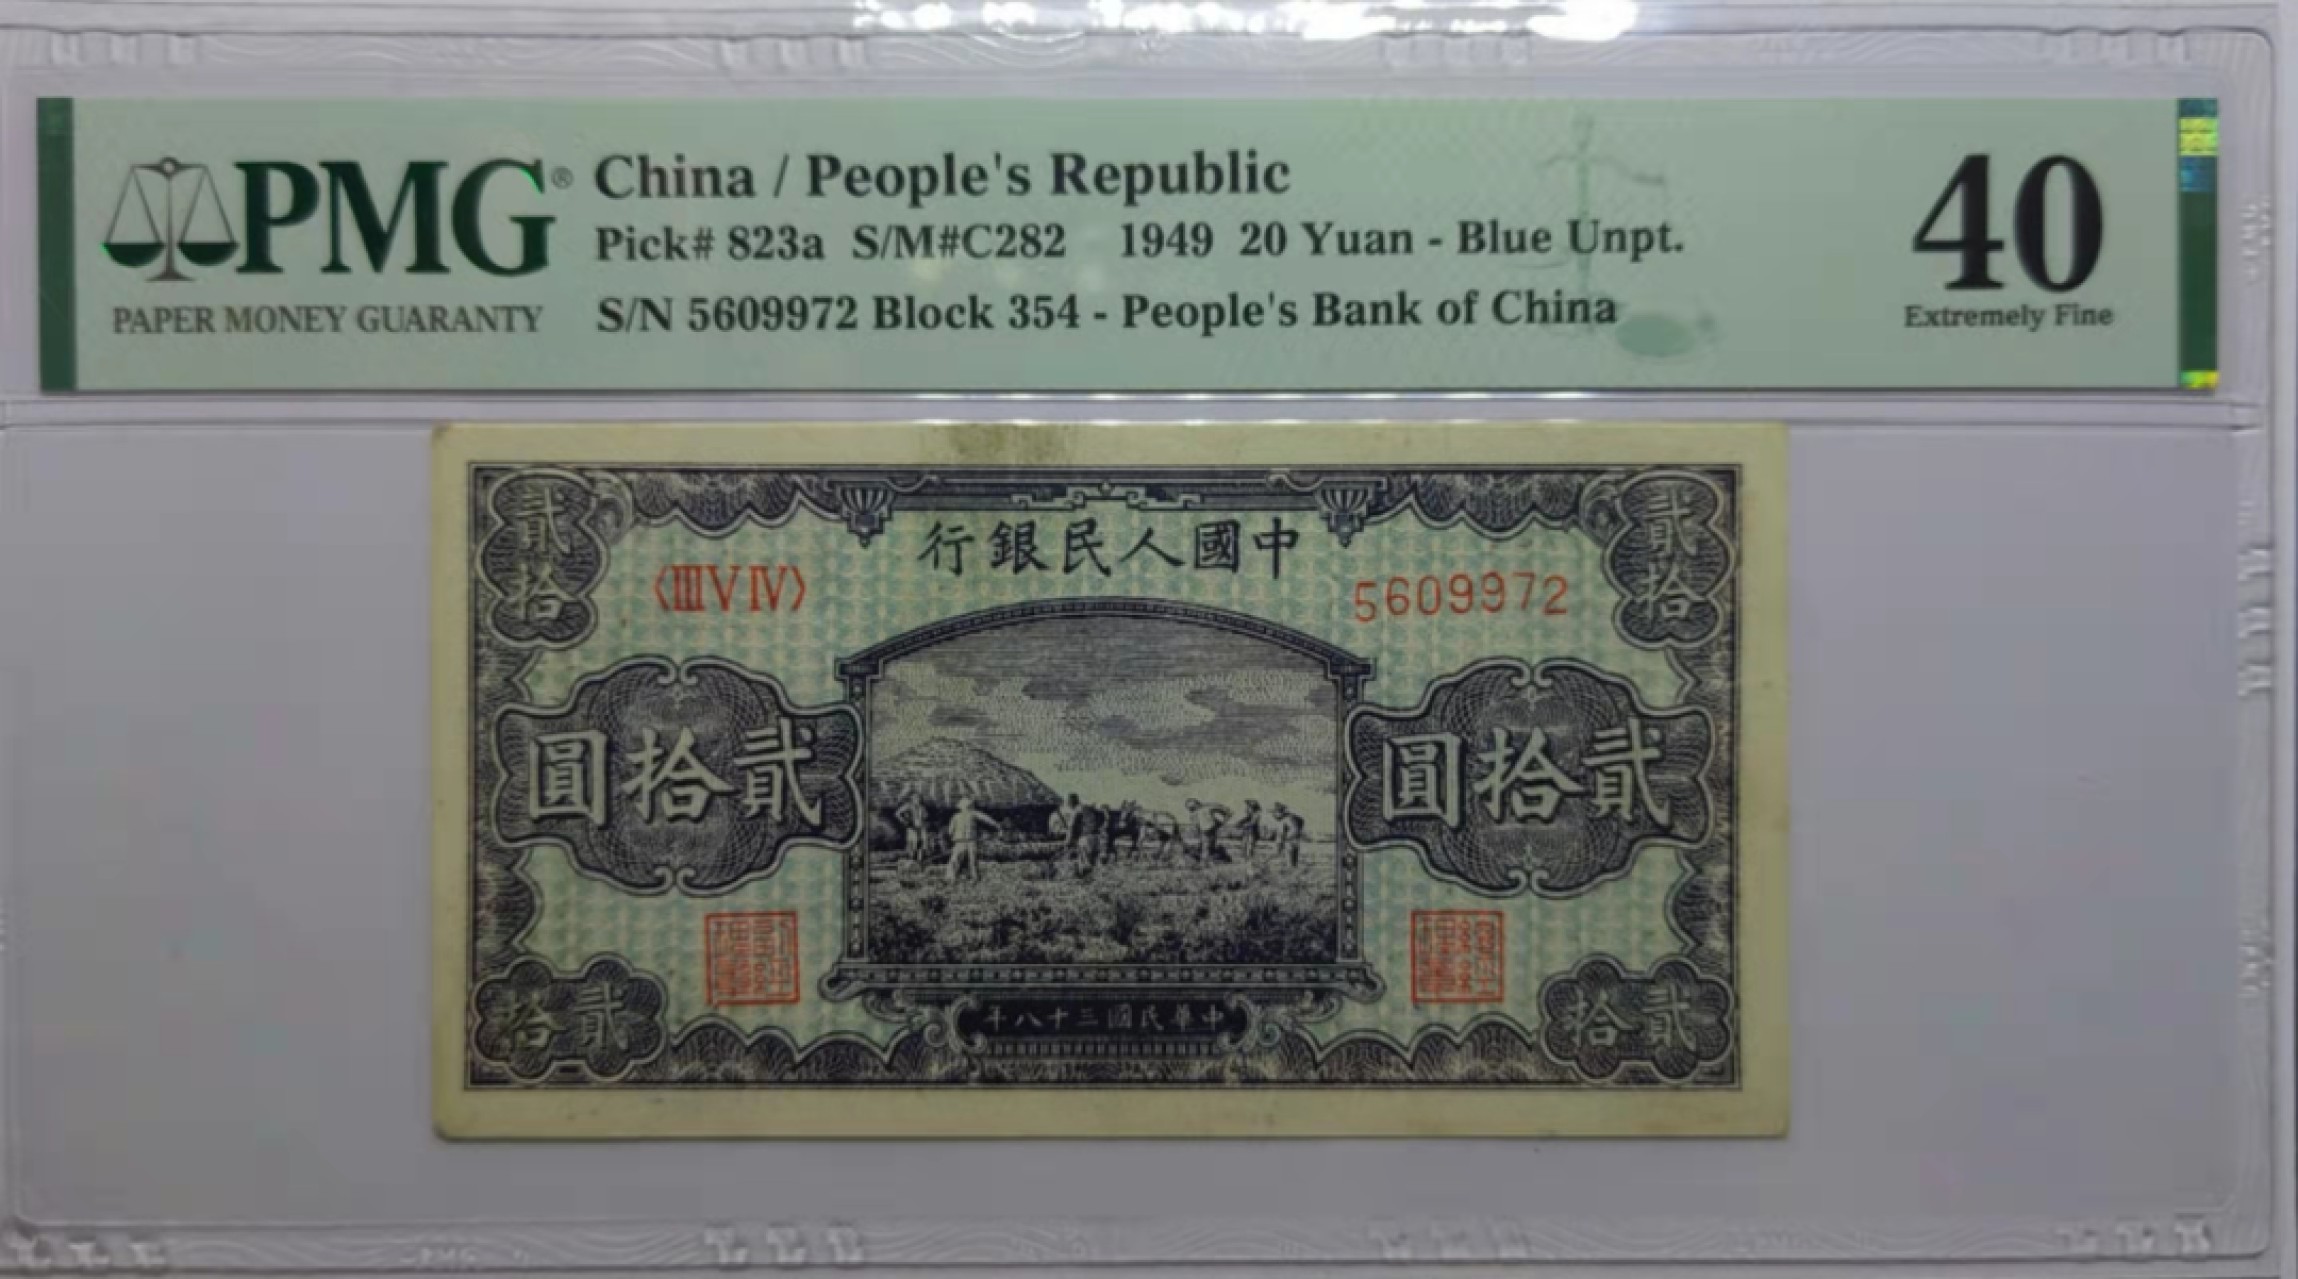 PMG®
PAPER MONEY GUARANTY
China / People's Republic
Pick# 823a S/M#C282 1949 20 Yuan - Blue Unpt.
S/N 5609972 Block 354 - People's Bank of China
40
Extremely Fine
貳拾
中國人民銀行
貳拾
〈ⅢⅤⅣ〉
5609972
貳拾圓
貳拾圓
中華民國三十八年
貳拾
貳拾